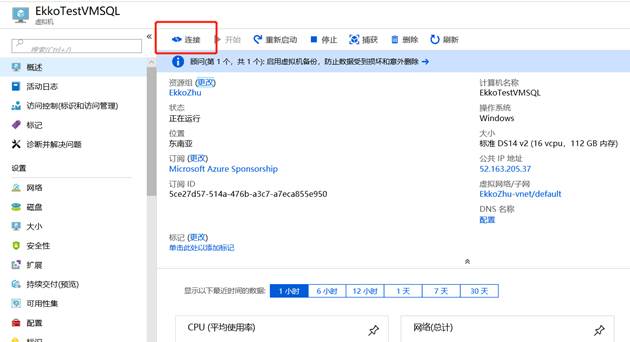 EkkoTestVMSQL
虚拟机
搜索(Ctrl+/)
«
概述
活动日志
访问控制(标识和访问管理)
标记
诊断并解决问题
设置
网络
磁盘
大小
安全性
扩展
持续交付(预览)
可用性集
配置
标识
连接
开始
重新启动
停止
捕获
删除
刷新
顾问(第 1 个，共 1 个): 启用虚拟机备份，防止数据受到损坏和意外删除 →
资源组 (更改)
EkkoZhu
状态
正在运行
位置
东南亚
订阅 (更改)
Microsoft Azure Sponsorship
订阅 ID
5ce27d57-514a-476b-a3c7-a7eca855e950
标记 (更改)
单击此处以添加标记
计算机名称
EkkoTestVMSQL
操作系统
Windows
大小
标准 DS14 v2 (16 vcpu，112 GB 内存)
公共 IP 地址
52.163.205.37
虚拟网络/子网
EkkoZhu-vnet/default
DNS 名称
配置
显示以下最近时间的数据:
1 小时
6 小时
12 小时
1 天
7 天
30 天
CPU (平均使用率)
网络(总计)